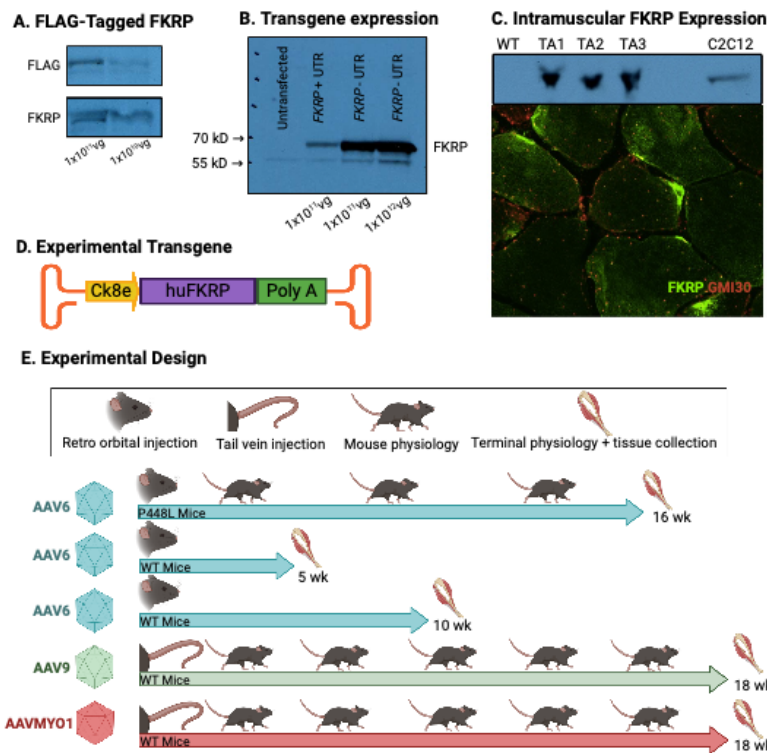 A. FLAG-Tagged FKRP
FLAG
FKRP
1x10¹¹vg
1x10¹⁰vg
B. Transgene expression
Untransfected
FKRP + UTR
FKRP - UTR
FKRP - UTR
70 kD →
55 kD →
FKRP
1x10¹¹vg
1x10¹¹vg
1x10¹²vg
C. Intramuscular FKRP Expression
WT TA1 TA2 TA3 C2C12
FKRP GM130
D. Experimental Transgene
Ck8e huFKRP Poly A
E. Experimental Design
Retro orbital injection Tail vein injection Mouse physiology Terminal physiology + tissue collection
AAV6
P448L Mice
16 wk
AAV6
WT Mice
5 wk
AAV6
WT Mice
10 wk
AAV9
WT Mice
18 wk
AAVMYO1
WT Mice
18 wk